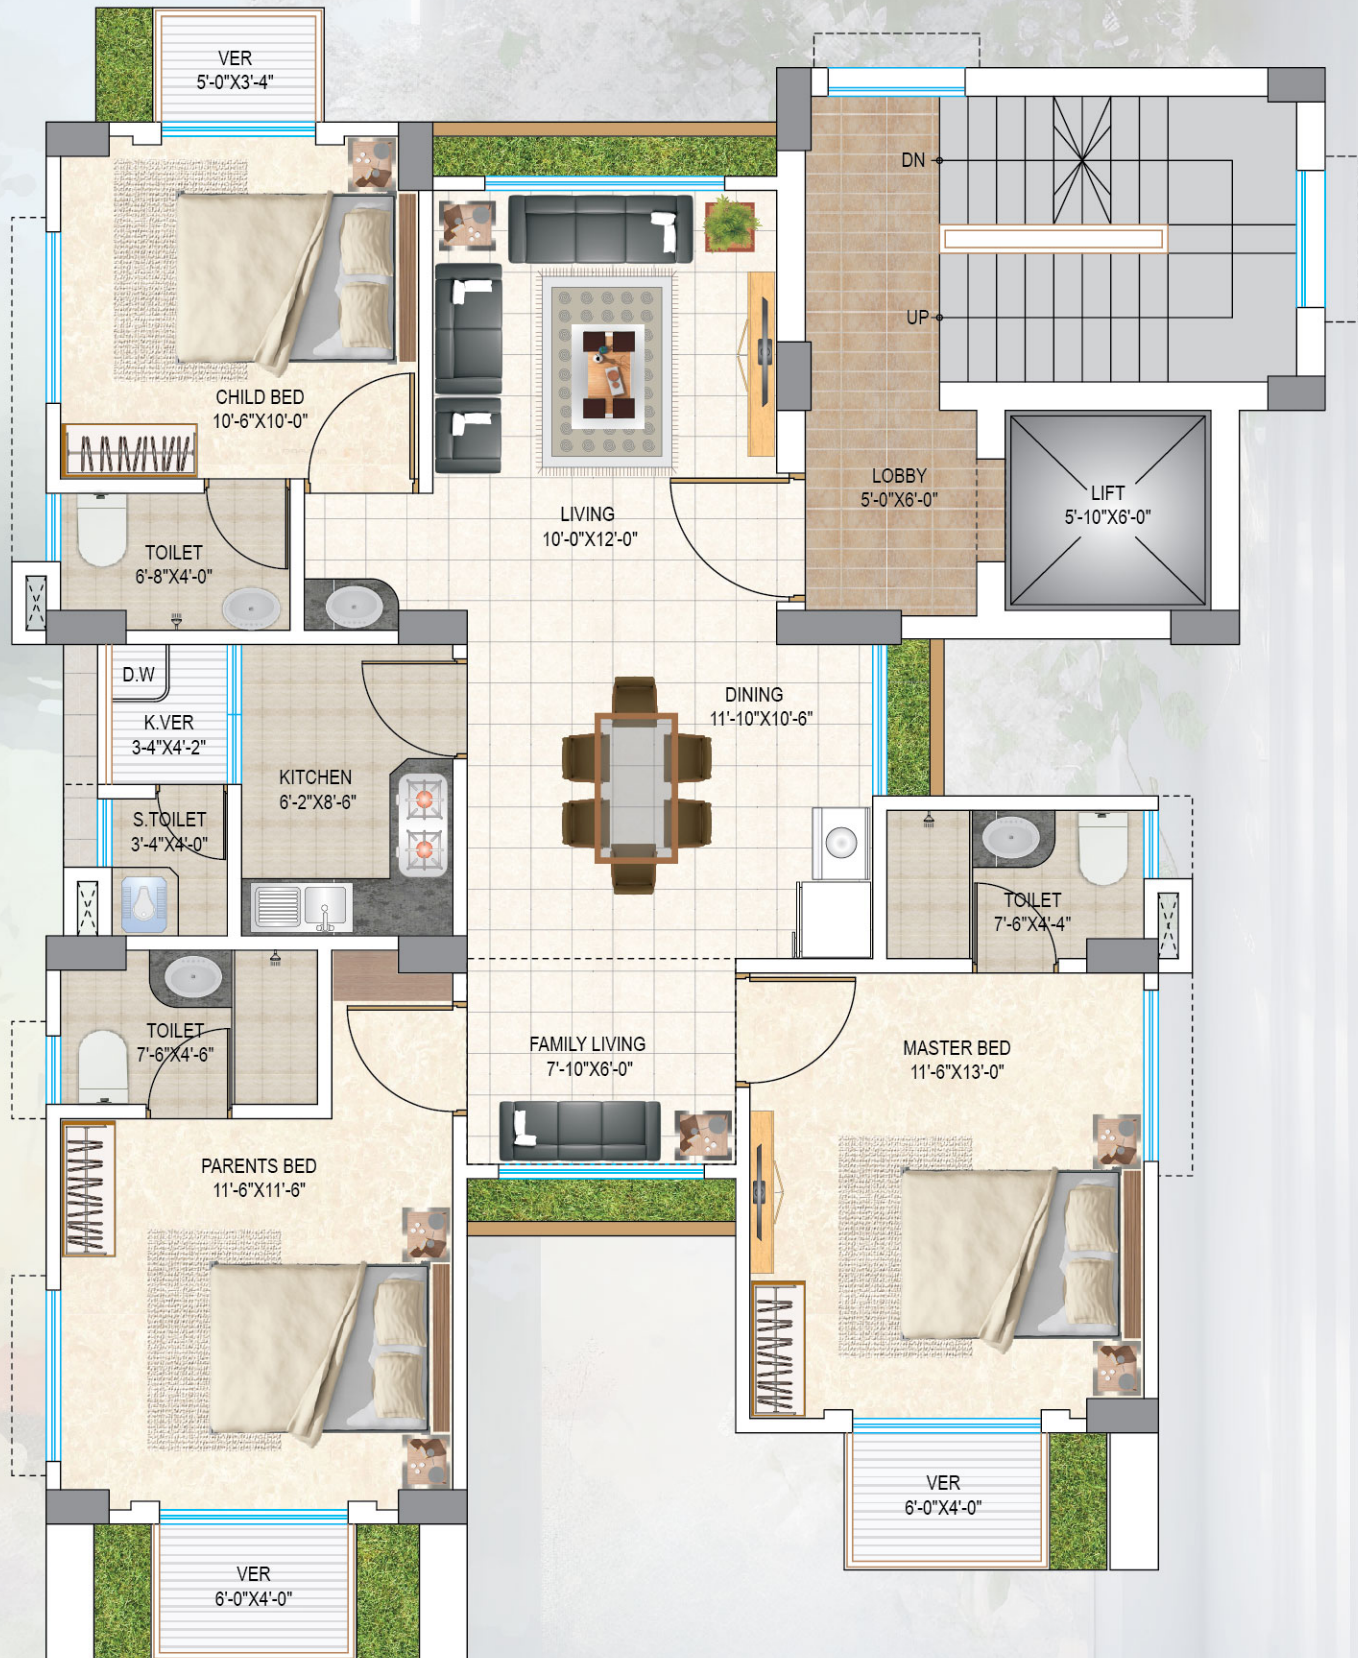 VER
5'-0"X3'-4"
DN
UP
CHILD BED
10'-6"X10'-0"
LIVING
10'-0"X12'-0"
LOBBY
5'-0"X6'-0"
LIFT
5'-10"X6'-0"
TOILET
6'-8"X4'-0"
D.W
K.VER
3-4"X4'-2"
KITCHEN
6'-2"X8'-6"
DINING
11'-10"X10'-6"
S.TOILET
3'-4"X4'-0"
TOILET
7'-6"X4'-4"
TOILET
7'-6"X4'-6"
FAMILY LIVING
7'-10"X6'-0"
MASTER BED
11'-6"X13'-0"
PARENTS BED
11'-6"X11'-6"
VER
6'-0"X4'-0"
VER
6'-0"X4'-0"